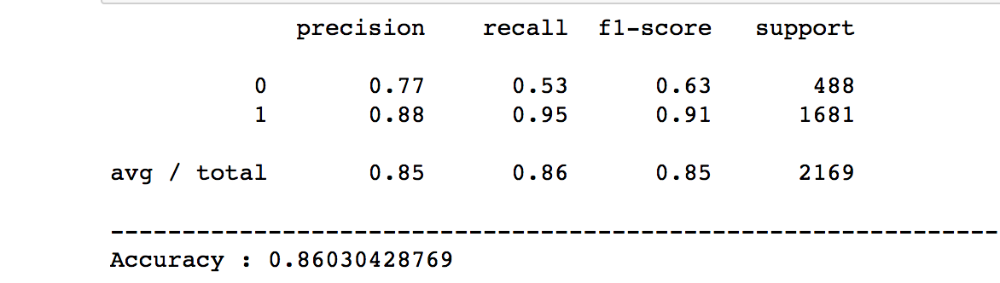 precision recall f1-score support
0 0.77 0.53 0.63 488
1 0.88 0.95 0.91 1681
avg / total 0.85 0.86 0.85 2169
--------------------------------------------------------------
Accuracy : 0.86030428769